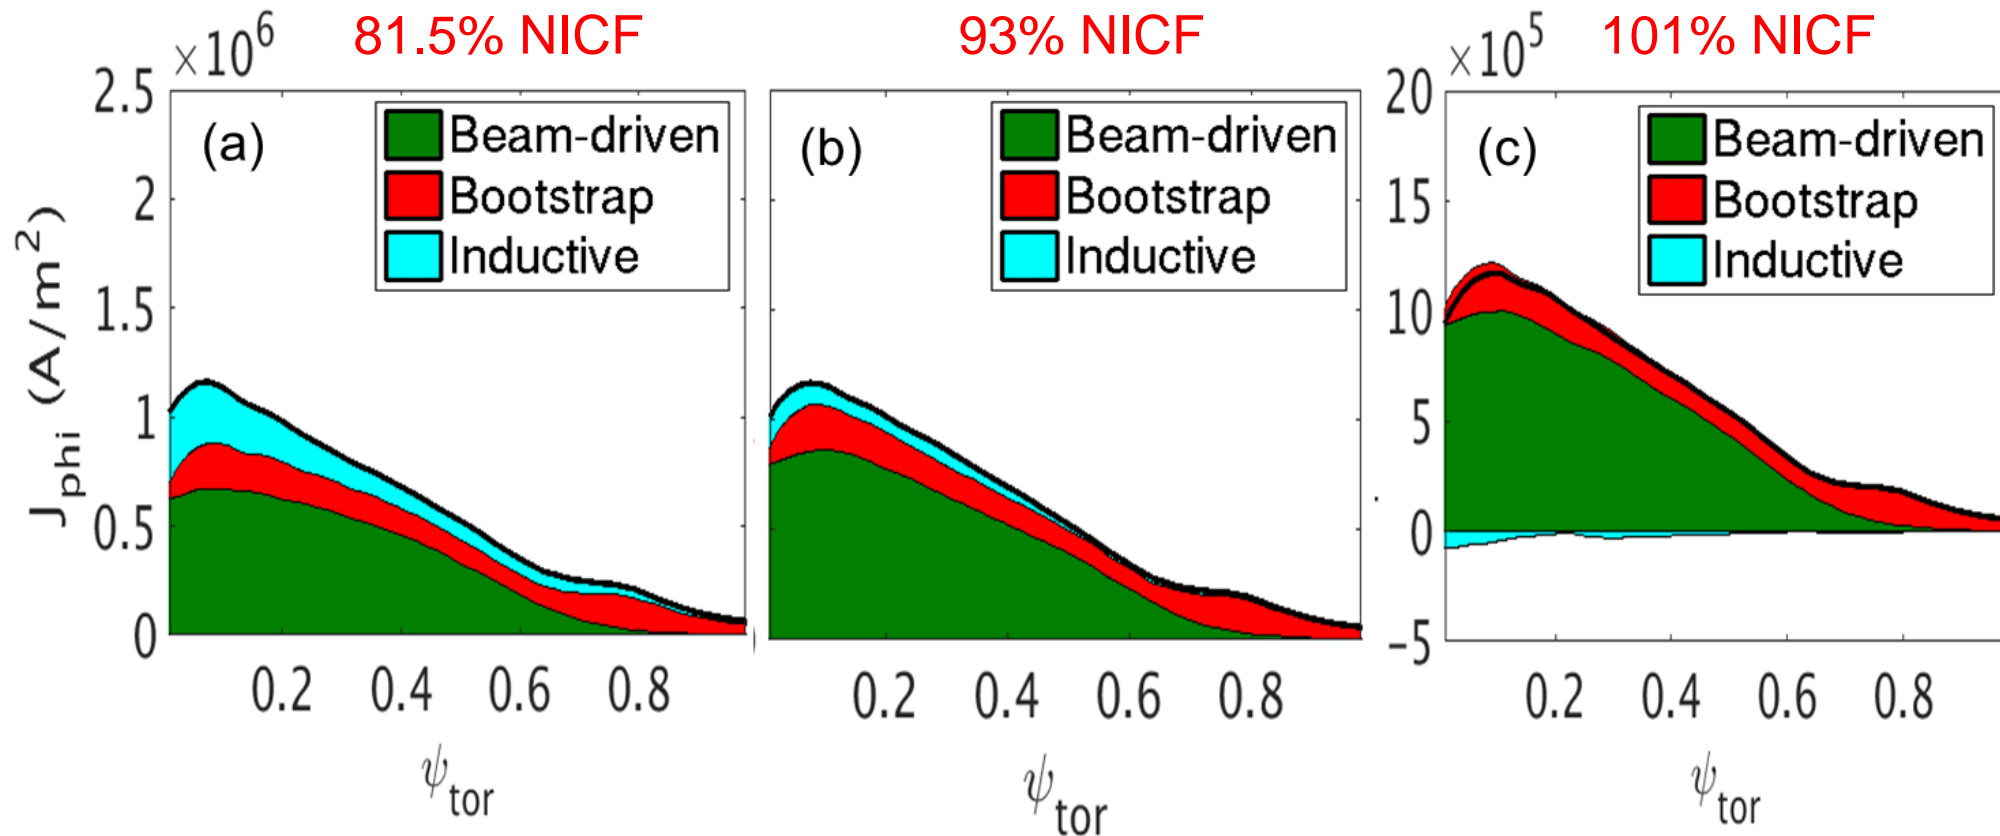 81.5% NICF
93% NICF
101% NICF
×10^6
2.5
2
1.5
1
0.5
0
J_phi (A/m^2)
(a)
Beam-driven
Bootstrap
Inductive
0.2 0.4 0.6 0.8
ψ_tor
(b)
Beam-driven
Bootstrap
Inductive
0.2 0.4 0.6 0.8
ψ_tor
×10^5
20
15
10
5
0
−5
(c)
Beam-driven
Bootstrap
Inductive
0.2 0.4 0.6 0.8
ψ_tor